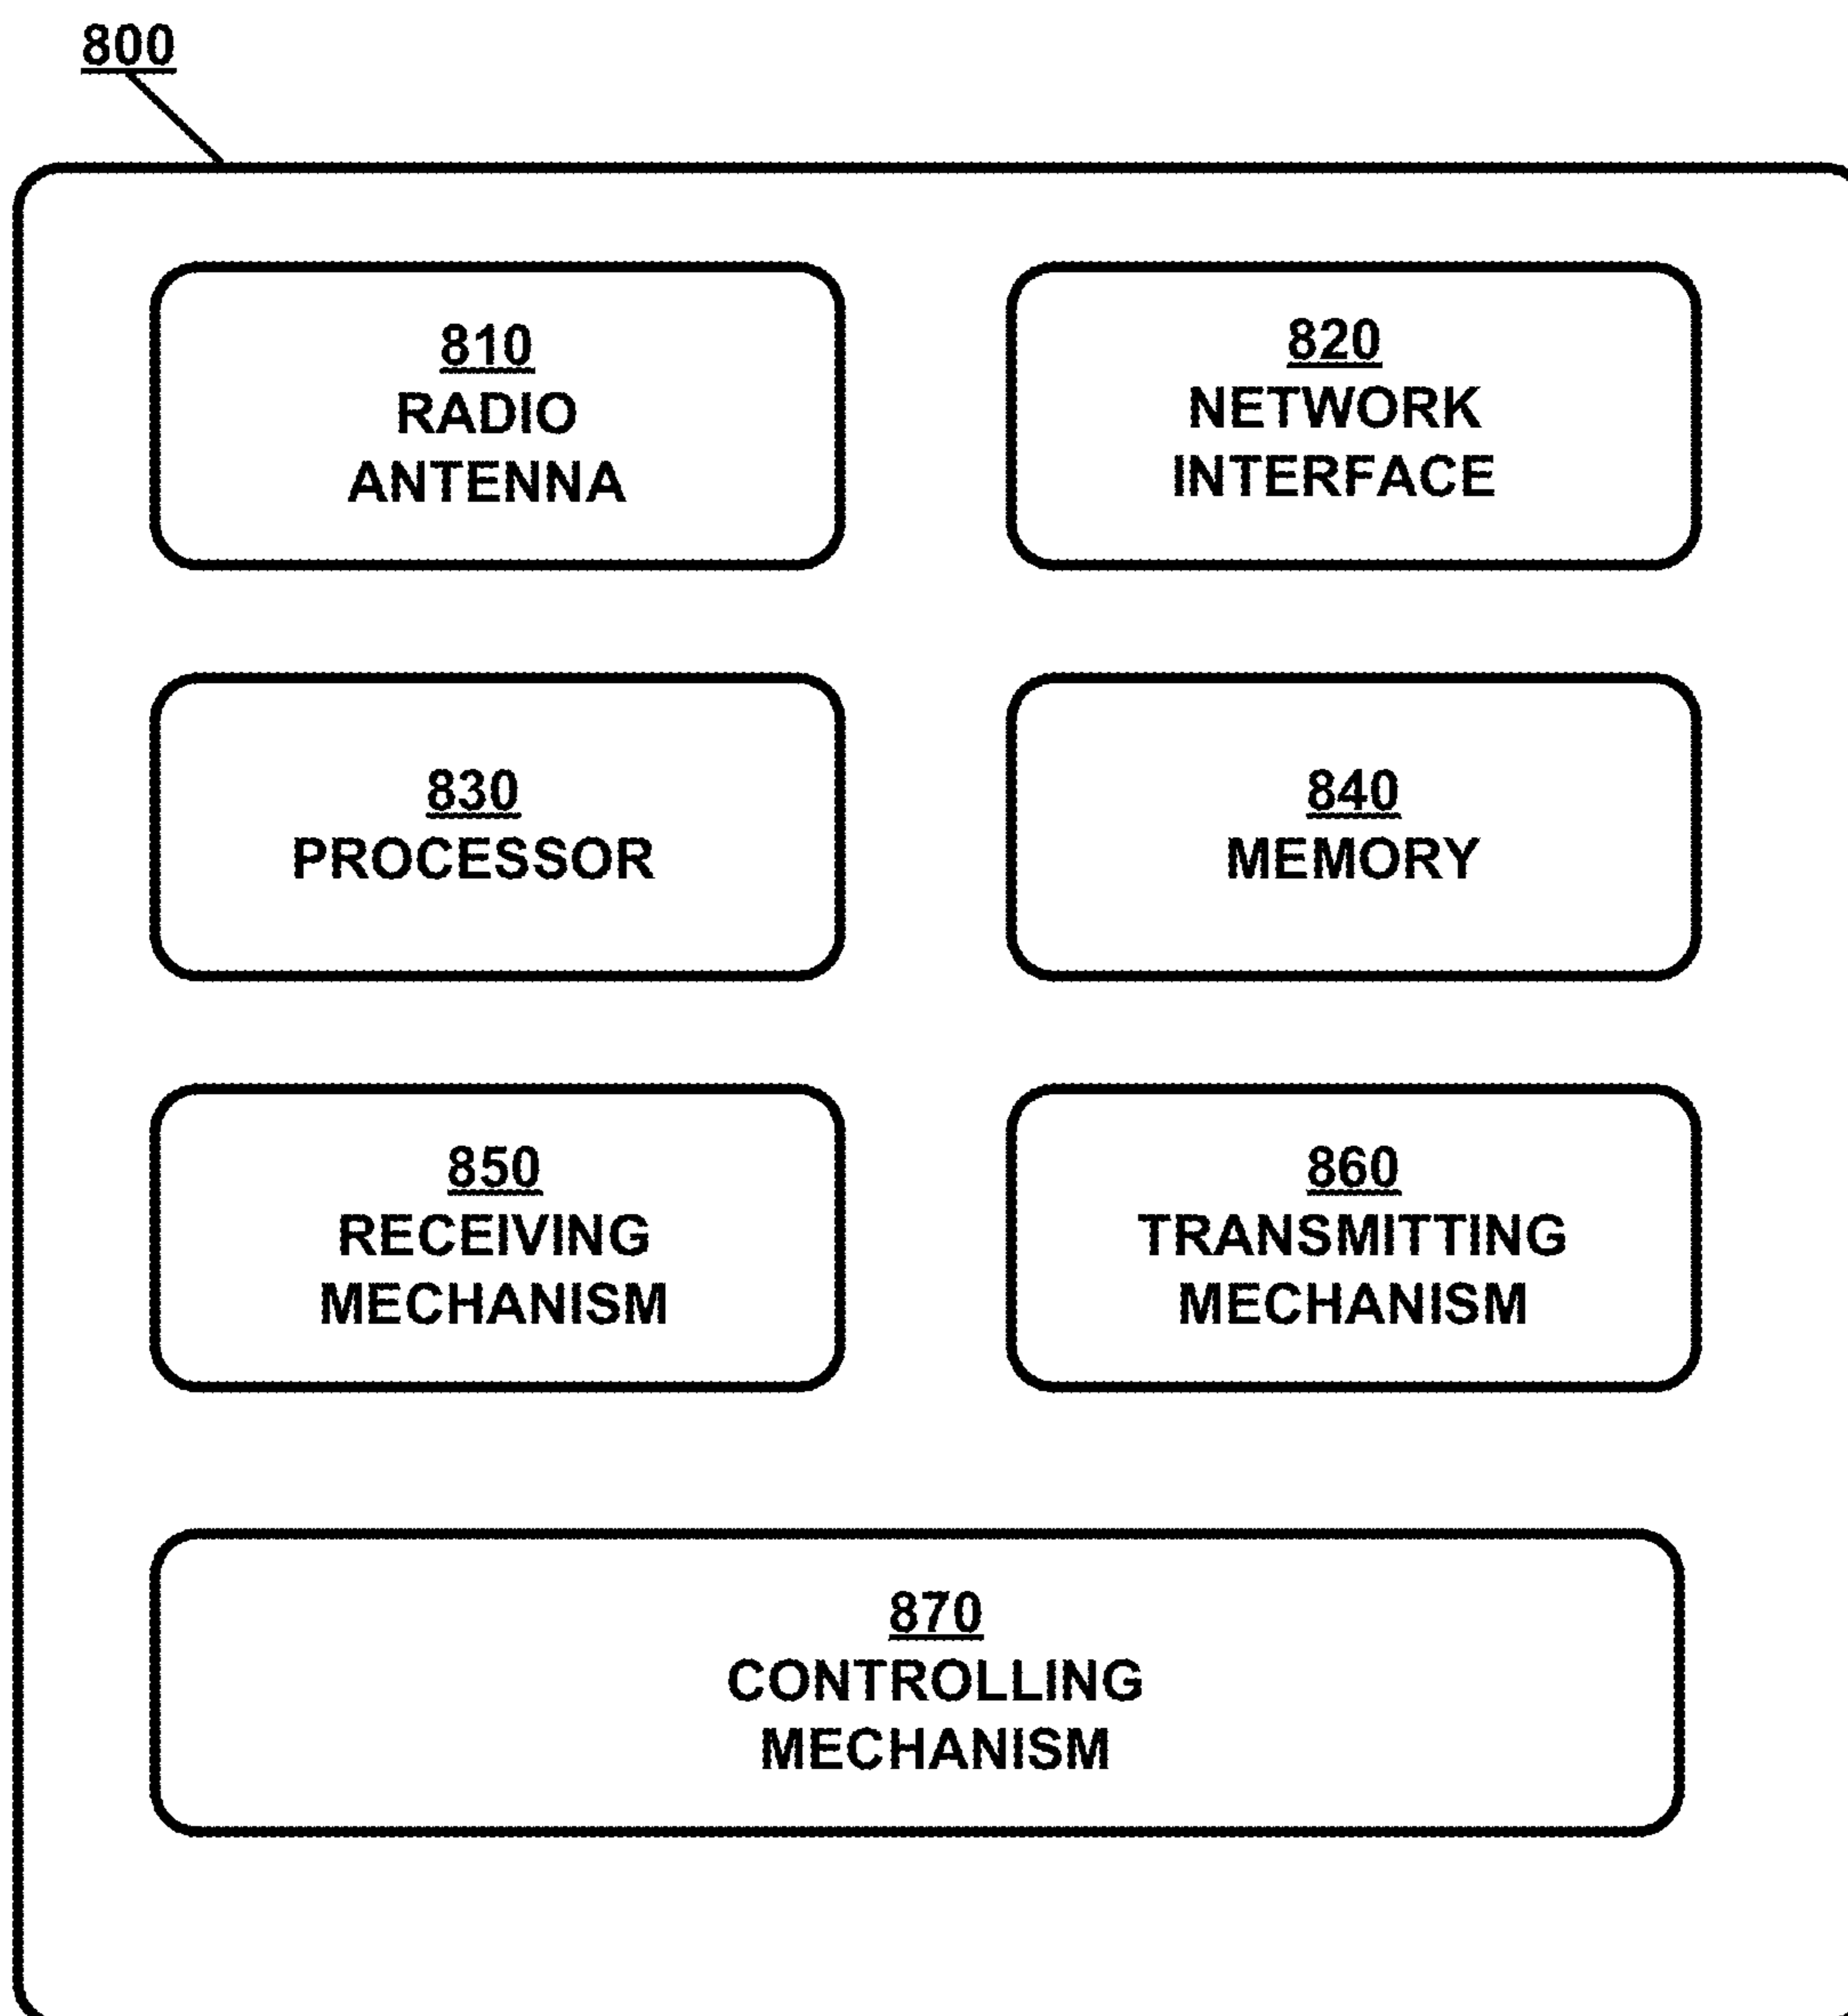 800
810
RADIO
ANTENNA
820
NETWORK
INTERFACE
830
PROCESSOR
840
MEMORY
850
RECEIVING
MECHANISM
860
TRANSMITTING
MECHANISM
870
CONTROLLING
MECHANISM